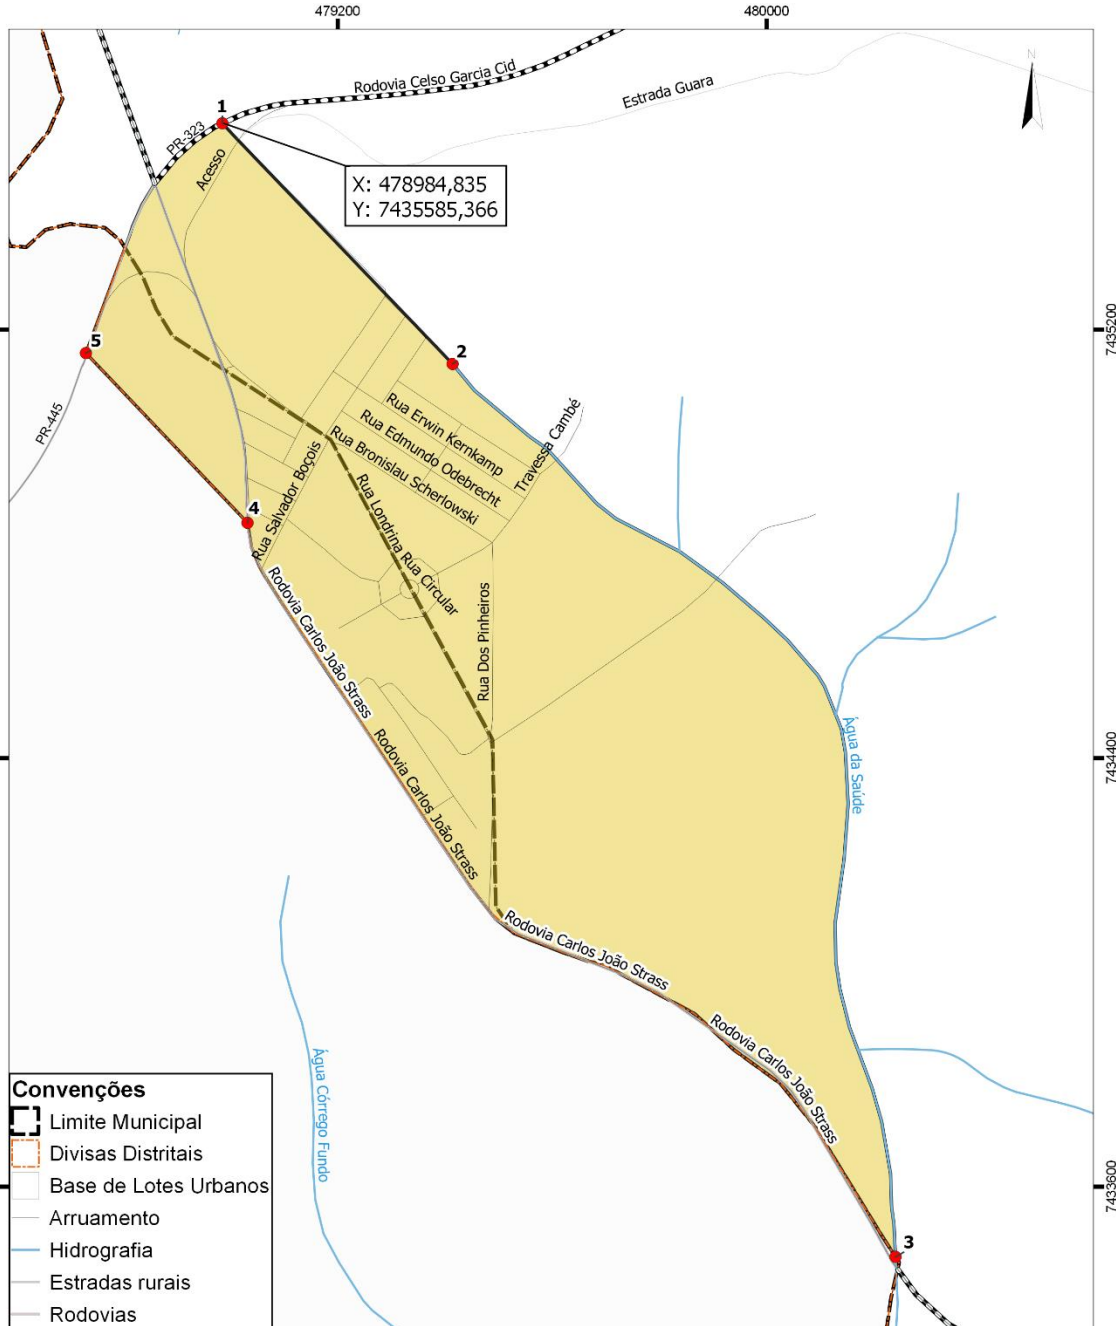 479200
480000
Rodovia Celso Garcia Cid
Estrada Guara
N
1
PR-323
Acesso
X: 478984,835
Y: 7435585,366
7435200
5
2
PR-445
Rua Erwin Kernkamp
Rua Edmundo Odebrecht
Rua Bronislau Scherlowski
Travessa Cambé
Rua Salvador Boçois
4
Rua Londrina Rua Circular
Rua Dos Pinheiros
Rodovia Carlos João Strass
Rodovia Carlos João Strass
Água da Saúde
7434400
Rodovia Carlos João Strass
Rodovia Carlos João Strass
Água Córrego Fundo
7433600
3
Convenções
Limite Municipal
Divisas Distritais
Base de Lotes Urbanos
Arruamento
Hidrografia
Estradas rurais
Rodovias